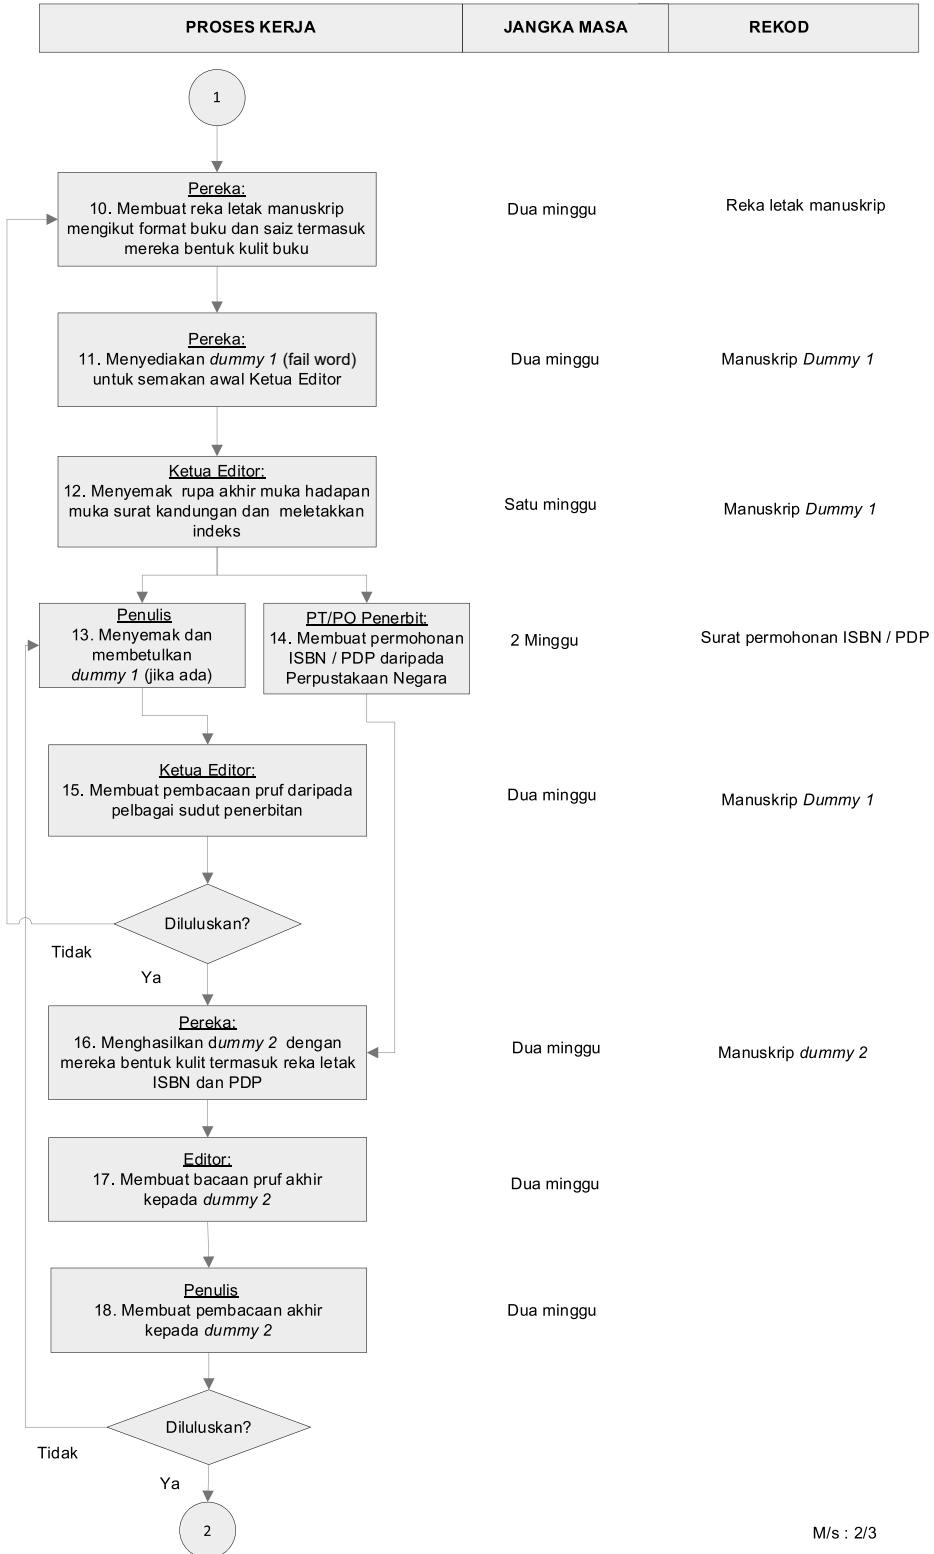 PROSES KERJA
JANGKA MASA
REKOD
1
Pereka:
10. Membuat reka letak manuskrip
mengikut format buku dan saiz termasuk
mereka bentuk kulit buku
Dua minggu
Reka letak manuskrip
Pereka:
11. Menyediakan dummy 1 (fail word)
untuk semakan awal Ketua Editor
Dua minggu
Manuskrip Dummy 1
Ketua Editor:
12. Menyemak rupa akhir muka hadapan
muka surat kandungan dan meletakkan
indeks
Satu minggu
Manuskrip Dummy 1
Penulis
13. Menyemak dan
membetulkan
dummy 1 (jika ada)
PT/PO Penerbit:
14. Membuat permohonan
ISBN / PDP daripada
Perpustakaan Negara
2 Minggu
Surat permohonan ISBN / PDP
Ketua Editor:
15. Membuat pembacaan pruf daripada
pelbagai sudut penerbitan
Dua minggu
Manuskrip Dummy 1
Diluluskan?
Tidak
Ya
Pereka:
16. Menghasilkan dummy 2 dengan
mereka bentuk kulit termasuk reka letak
ISBN dan PDP
Dua minggu
Manuskrip dummy 2
Editor:
17. Membuat bacaan pruf akhir
kepada dummy 2
Dua minggu
Penulis
18. Membuat pembacaan akhir
kepada dummy 2
Dua minggu
Diluluskan?
Tidak
Ya
2
M/s : 2/3